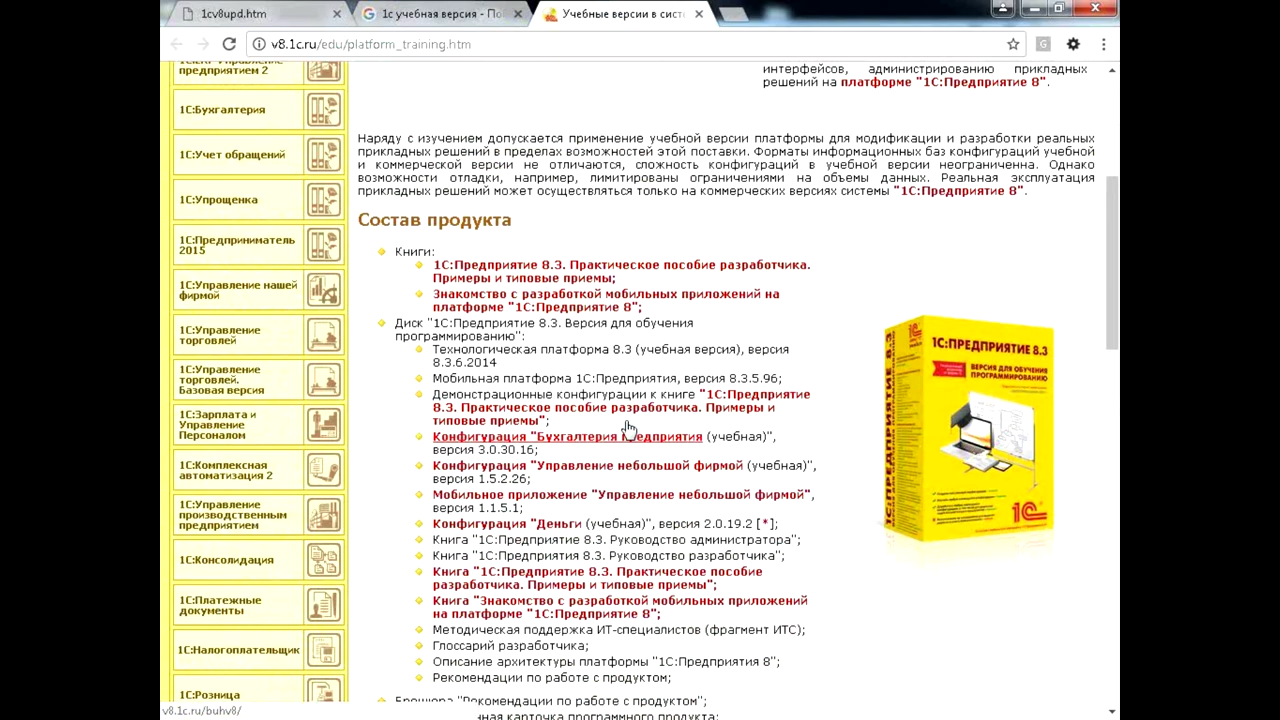 1cv8upd.htm
1с учебная версия - По
Учебные версии в сист
v8.1c.ru/edu/platform_training.htm
предприятием 2
1С:Бухгалтерия
1С:Учет обращений
1С:Упрощенка
1С:Предприниматель
2015
1С:Управление нашей
фирмой
1С:Управление
торговлей
1С:Управление
торговлей.
Базовая версия
1С:Зарплата и
Управление
Персоналом
1С:Комплексная
автоматизация 2
1С:Управление
производственным
предприятием
1С:Консолидация
1С:Платежные
документы
1С:Налогоплательщик
1С:Розница
интерфейсов, администрированию прикладных
решений на платформе "1С:Предприятие 8".
Наряду с изучением допускается применение учебной версии платформы для модификации и разработки реальных
прикладных решений в пределах возможностей этой поставки. Форматы информационных баз конфигураций учебной
и коммерческой версии не отличаются, сложность конфигураций в учебной версии неограниченна. Однако
возможности отладки, например, лимитированы ограничениями на объемы данных. Реальная эксплуатация
прикладных решений может осуществляться только на коммерческих версиях системы "1С:Предприятие 8".
Состав продукта
Книги:
1С:Предприятие 8.3. Практическое пособие разработчика.
Примеры и типовые приемы;
Знакомство с разработкой мобильных приложений на
платформе "1С:Предприятие 8";
Диск "1С:Предприятие 8.3. Версия для обучения
программированию":
Технологическая платформа 8.3 (учебная версия), версия
8.3.6.2014
Мобильная платформа 1С:Предприятия, версия 8.3.5.96;
Демонстрационные конфигурации к книге "1С:Предприятие
8.3. Практическое пособие разработчика. Примеры и
типовые приемы";
Конфигурация "Бухгалтерия предприятия (учебная)",
версия 3.0.30.16;
Конфигурация "Управление небольшой фирмой (учебная)",
версия 1.5.2.26;
Мобильное приложение "Управление небольшой фирмой",
версия 1.1.5.1;
Конфигурация "Деньги (учебная)", версия 2.0.19.2 [*];
Книга "1С:Предприятие 8.3. Руководство администратора";
Книга "1С:Предприятия 8.3. Руководство разработчика";
Книга "1С:Предприятие 8.3. Практическое пособие
разработчика. Примеры и типовые приемы";
Книга "Знакомство с разработкой мобильных приложений
на платформе "1С:Предприятие 8";
Методическая поддержка ИТ-специалистов (фрагмент ИТС);
Глоссарий разработчика;
Описание архитектуры платформы "1С:Предприятия 8";
Рекомендации по работе с продуктом;
Брошюра "Рекомендации по работе с продуктом";
карточка программного продукта;
1С:ПРЕДПРИЯТИЕ 8.3
ВЕРСИЯ ДЛЯ ОБУЧЕНИЯ
ПРОГРАММИРОВАНИЮ
1С
v8.1c.ru/buhv8/